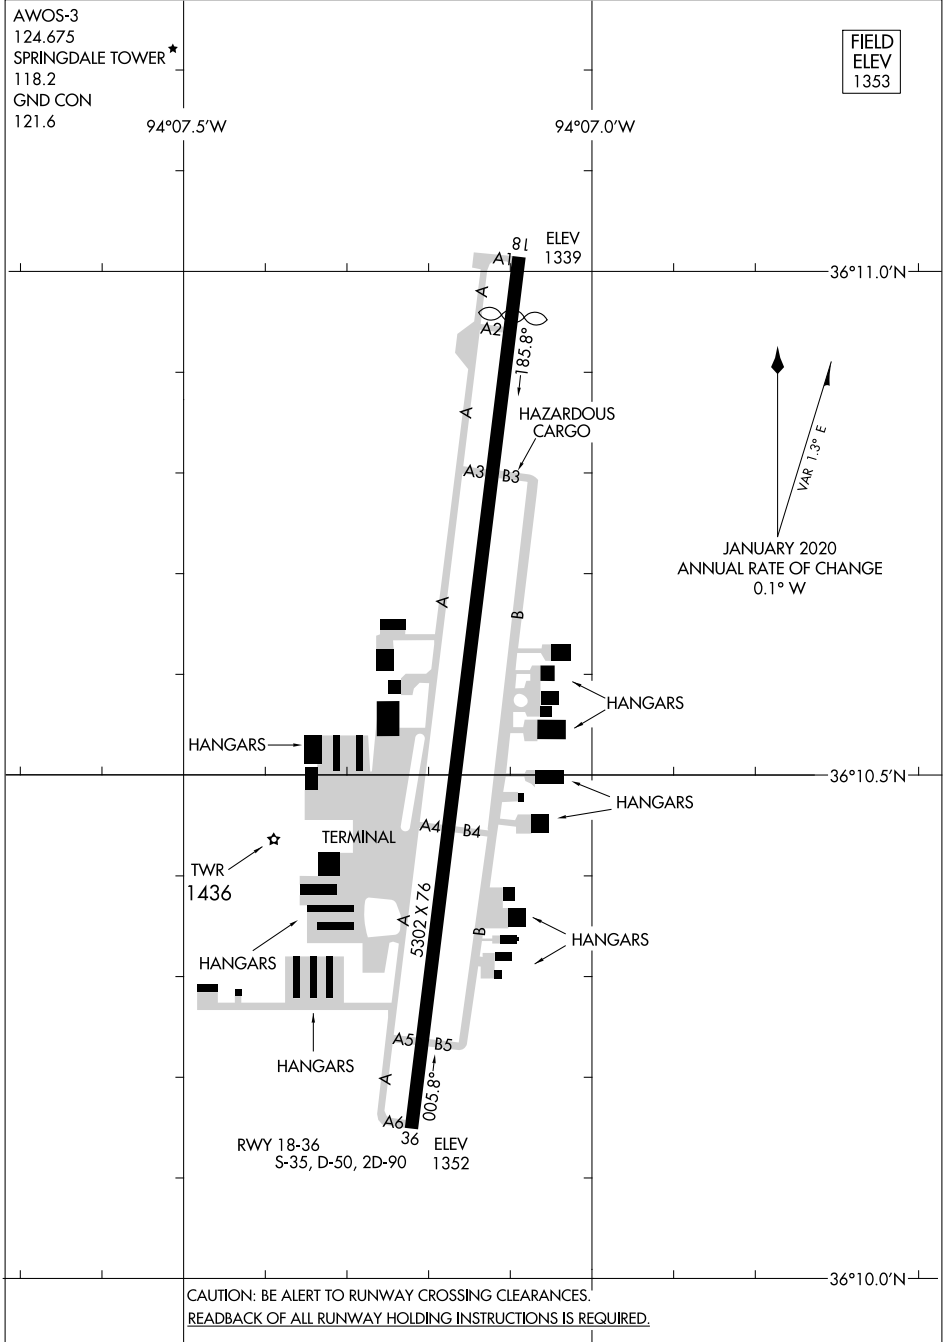 AWOS-3
124.675
SPRINGDALE TOWER
118.2
GND CON
121.6
FIELD
ELEV
1353
94°07.5'W
94°07.0'W
18
ELEV
1339
A1
36°11.0'N
A
A2
185.8°
A
HAZARDOUS
CARGO
A3
B3
VAR 1.3° E
JANUARY 2020
ANNUAL RATE OF CHANGE
0.1° W
A
B
HANGARS
HANGARS
36°10.5'N
HANGARS
A4
B4
TERMINAL
TWR
1436
5302 X 76
A
B
HANGARS
HANGARS
HANGARS
A5
B5
A
005.8°
A6
36
RWY 18-36
S-35, D-50, 2D-90
ELEV
1352
36°10.0'N
CAUTION: BE ALERT TO RUNWAY CROSSING CLEARANCES.
READBACK OF ALL RUNWAY HOLDING INSTRUCTIONS IS REQUIRED.